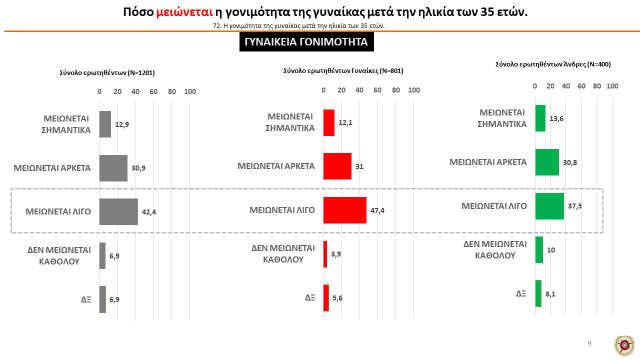 Πόσο μειώνεται η γονιμότητα της γυναίκας μετά την ηλικία των 35 ετών.
72. Η γονιμότητα της γυναίκας μετά την ηλικία των 35 ετών.
ΓΥΝΑΙΚΕΙΑ ΓΟΝΙΜΟΤΗΤΑ
Σύνολο ερωτηθέντων (N=1201)
0 20 40 60 80 100
ΜΕΙΩΝΕΤΑΙ
ΣΗΜΑΝΤΙΚΑ
12,9
ΜΕΙΩΝΕΤΑΙ ΑΡΚΕΤΑ
30,9
ΜΕΙΩΝΕΤΑΙ ΛΙΓΟ
42,4
ΔΕΝ ΜΕΙΩΝΕΤΑΙ
ΚΑΘΟΛΟΥ
6,9
ΔΞ
6,9
Σύνολο ερωτηθέντων Γυναίκες (N=801)
0 20 40 60 80 100
ΜΕΙΩΝΕΤΑΙ
ΣΗΜΑΝΤΙΚΑ
12,1
ΜΕΙΩΝΕΤΑΙ ΑΡΚΕΤΑ
31
ΜΕΙΩΝΕΤΑΙ ΛΙΓΟ
47,4
ΔΕΝ ΜΕΙΩΝΕΤΑΙ
ΚΑΘΟΛΟΥ
3,9
ΔΞ
5,6
Σύνολο ερωτηθέντων Άνδρες (N=400)
0 20 40 60 80 100
ΜΕΙΩΝΕΤΑΙ
ΣΗΜΑΝΤΙΚΑ
13,6
ΜΕΙΩΝΕΤΑΙ ΑΡΚΕΤΑ
30,8
ΜΕΙΩΝΕΤΑΙ ΛΙΓΟ
37,5
ΔΕΝ ΜΕΙΩΝΕΤΑΙ
ΚΑΘΟΛΟΥ
10
ΔΞ
8,1
9